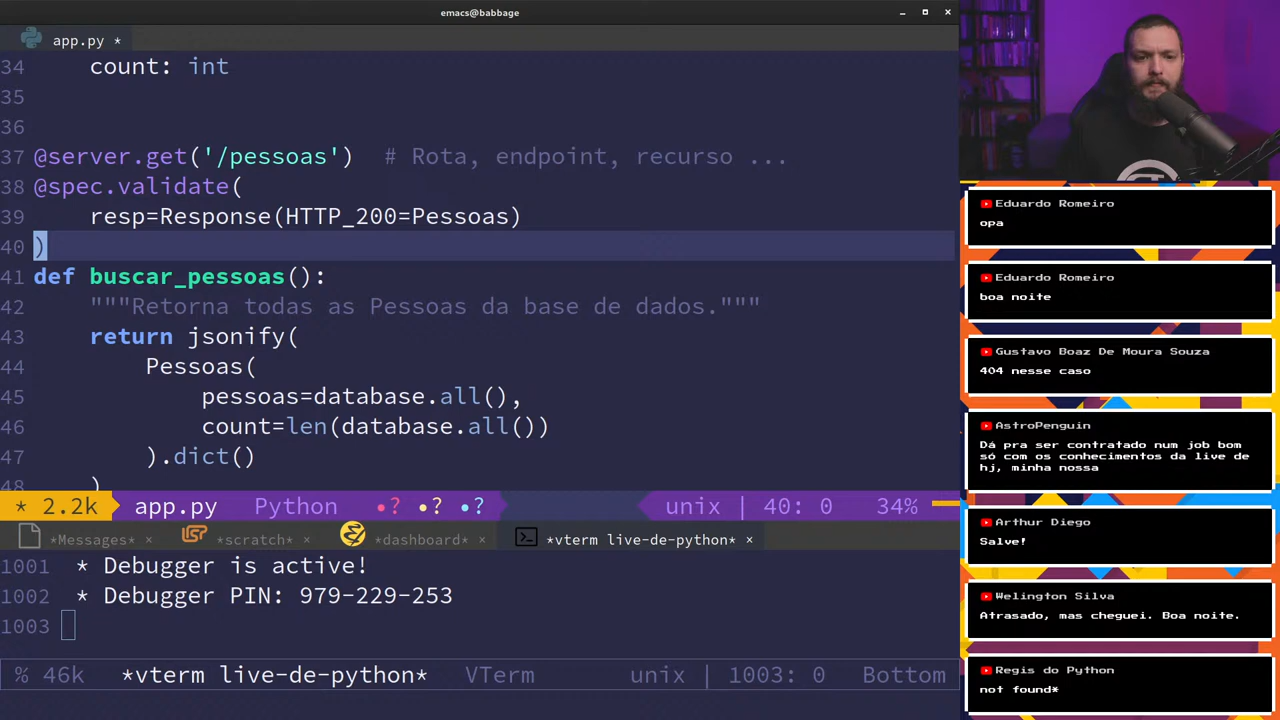 emacs@babbage
app.py *
34 count: int
35
36
37 @server.get('/pessoas') # Rota, endpoint, recurso ...
38 @spec.validate(
39 resp=Response(HTTP_200=Pessoas)
40 )
41 def buscar_pessoas():
42 """Retorna todas as Pessoas da base de dados."""
43 return jsonify(
44 Pessoas(
45 pessoas=database.all(),
46 count=len(database.all())
47 ).dict()
48 )
* 2.2k app.py Python •? •? •? unix | 40: 0 34%
*Messages* × *scratch* × *dashboard* × *vterm live-de-python* ×
1001 * Debugger is active!
1002 * Debugger PIN: 979-229-253
1003
% 46k *vterm live-de-python* VTerm unix | 1003: 0 Bottom
Eduardo Romeiro
opa
Eduardo Romeiro
boa noite
Gustavo Boaz De Moura Souza
404 nesse caso
AstroPenguin
Dá pra ser contratado num job bom
só com os conhecimentos da live de
hj, minha nossa
Arthur Diego
Salve!
Welington Silva
Atrasado, mas cheguei. Boa noite.
Regis do Python
not found*